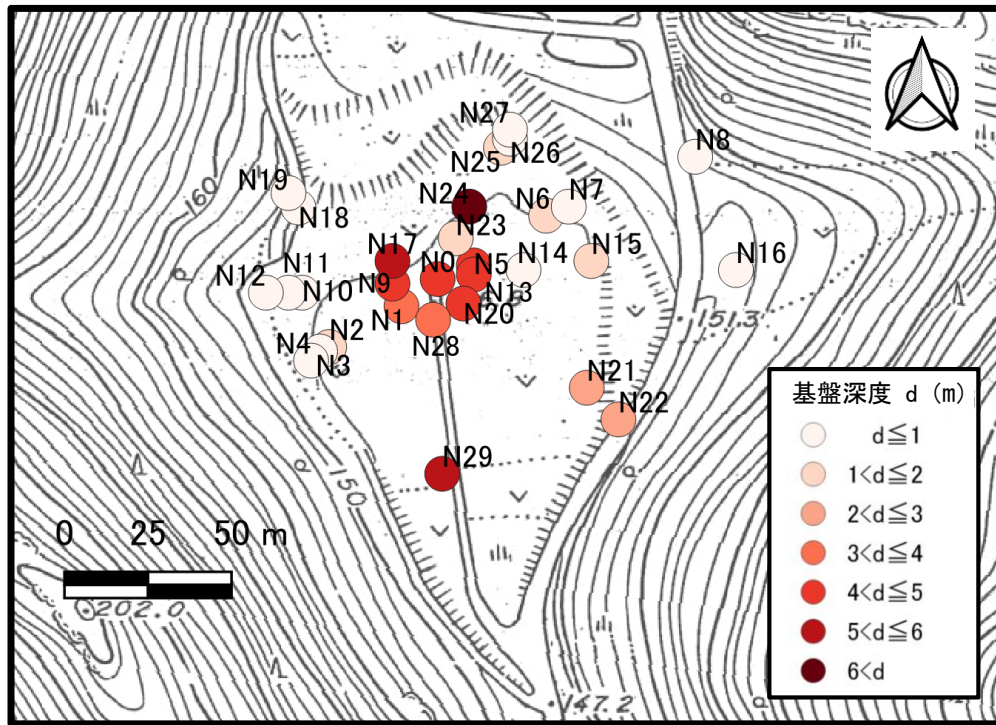 N27
N8
N25
N26
160
N19
N18
N24
N6
N7
N23
N17
N0
N5
N14
N15
N16
N12
N11
N10
N9
N13
N1
N20
N28
151.3
N4
N2
N3
N21
N22
N29
150
0 25 50 m
202.0
147.2
基盤深度 d (m)
d≦1
1<d≦2
2<d≦3
3<d≦4
4<d≦5
5<d≦6
6<d